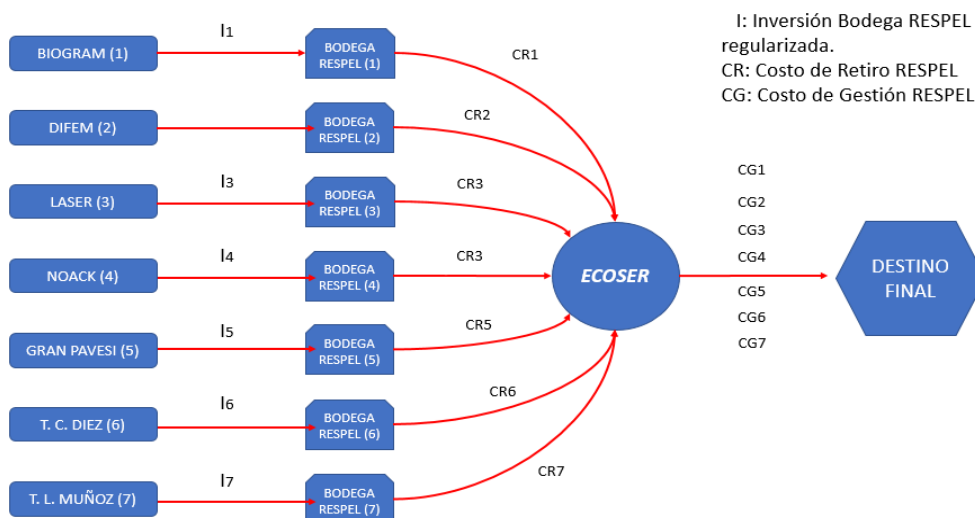 I: Inversión Bodega RESPEL
regularizada.
CR: Costo de Retiro RESPEL
CG: Costo de Gestión RESPEL
BIOGRAM (1)
I1
BODEGA
RESPEL (1)
CR1
DIFEM (2)
BODEGA
RESPEL (2)
CR2
LASER (3)
I3
BODEGA
RESPEL (3)
CR3
NOACK (4)
I4
BODEGA
RESPEL (4)
CR3
GRAN PAVESI (5)
I5
BODEGA
RESPEL (5)
CR5
T. C. DIEZ (6)
I6
BODEGA
RESPEL (6)
CR6
T. L. MUÑOZ (7)
I7
BODEGA
RESPEL (7)
CR7
ECOSER
CG1
CG2
CG3
CG4
CG5
CG6
CG7
DESTINO
FINAL